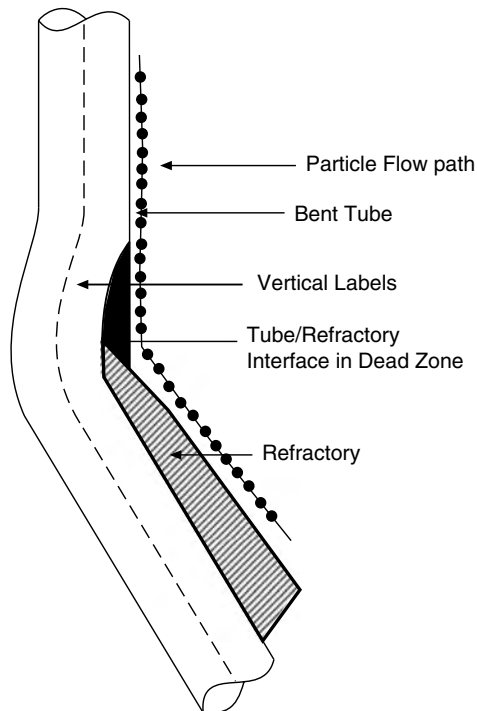 Particle Flow path
Bent Tube
Vertical Labels
Tube/Refractory
Interface in Dead Zone
Refractory